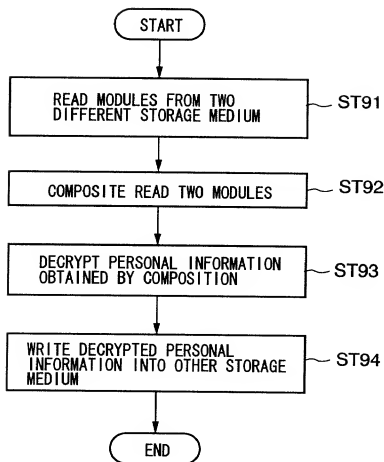 START
READ MODULES FROM TWO
DIFFERENT STORAGE MEDIUM
ST91
COMPOSITE READ TWO MODULES
ST92
DECRYPT PERSONAL INFORMATION
OBTAINED BY COMPOSITION
ST93
WRITE DECRYPTED PERSONAL
INFORMATION INTO OTHER STORAGE
MEDIUM
ST94
END